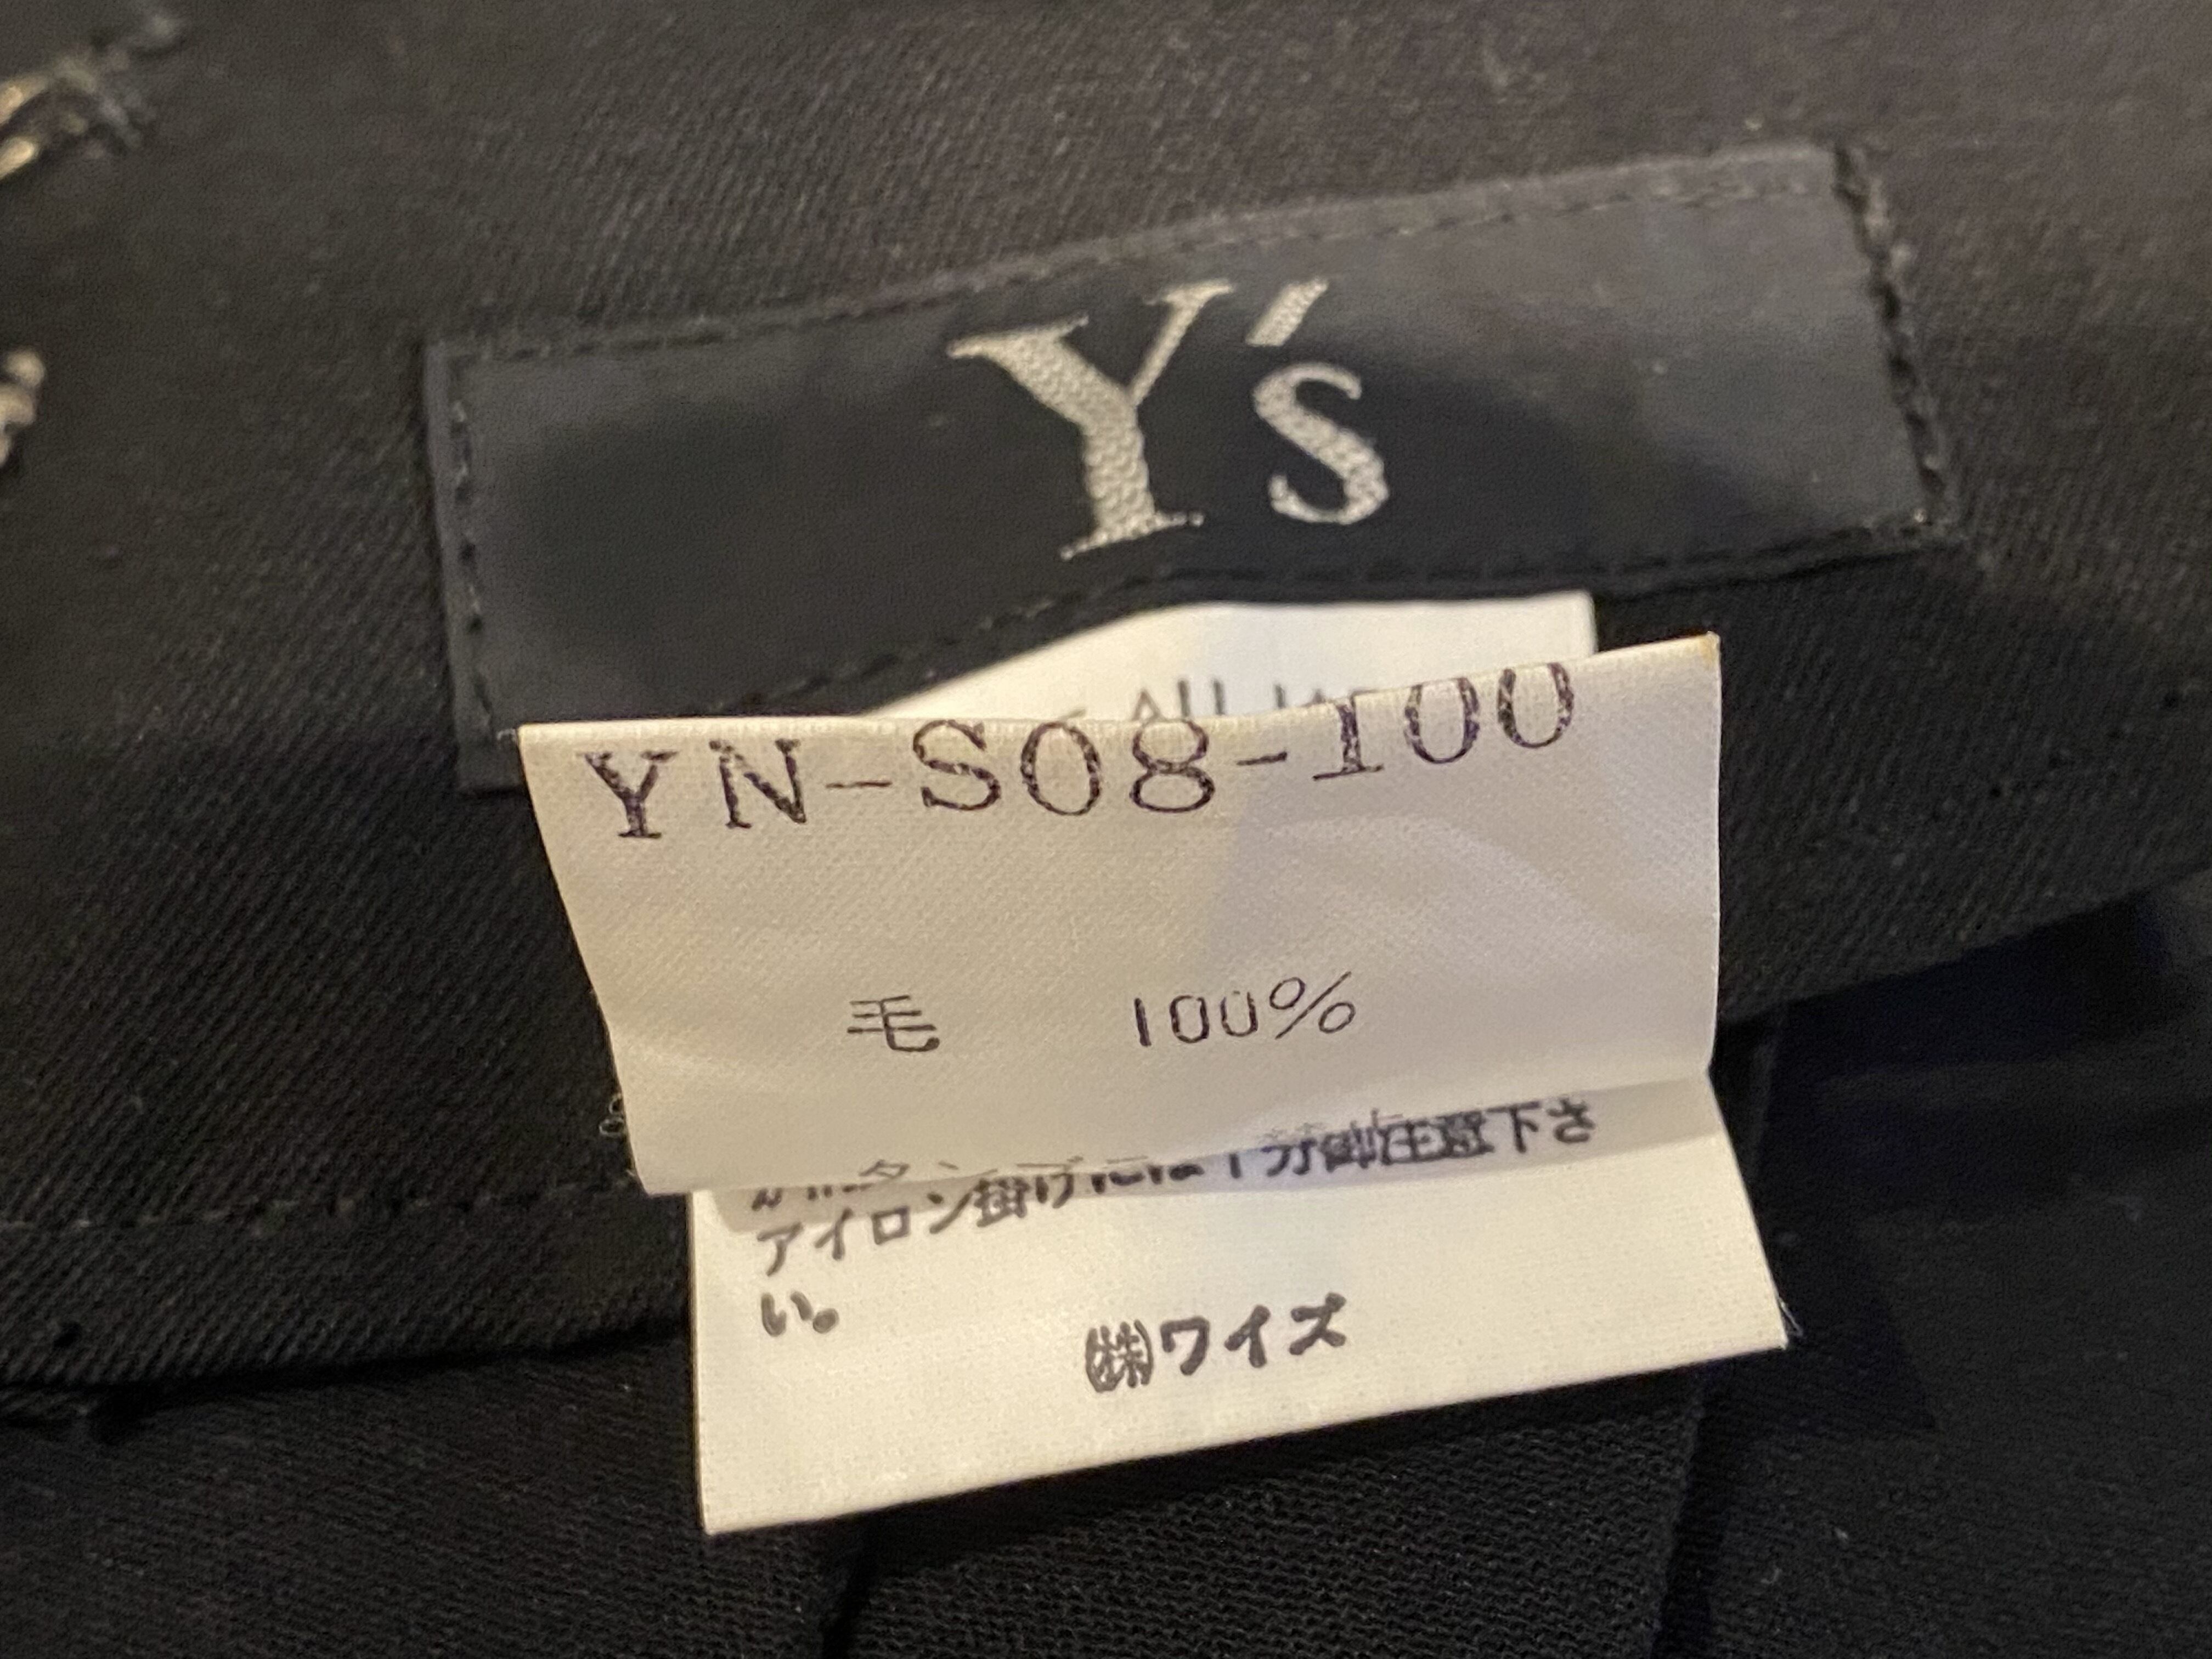 Y's
YN-S08-100
毛 100%
アイロン掛けには十分御注意下さ
い。
㈱ワイズ